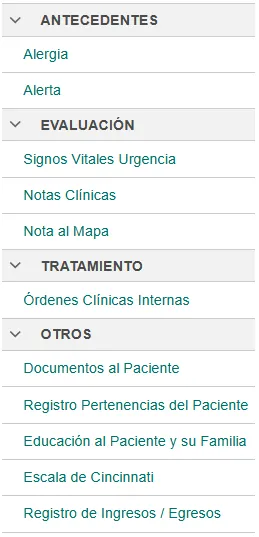 ANTECEDENTES
Alergia
Alerta
EVALUACIÓN
Signos Vitales Urgencia
Notas Clínicas
Nota al Mapa
TRATAMIENTO
Órdenes Clínicas Internas
OTROS
Documentos al Paciente
Registro Pertenencias del Paciente
Educación al Paciente y su Familia
Escala de Cincinnati
Registro de Ingresos / Egresos